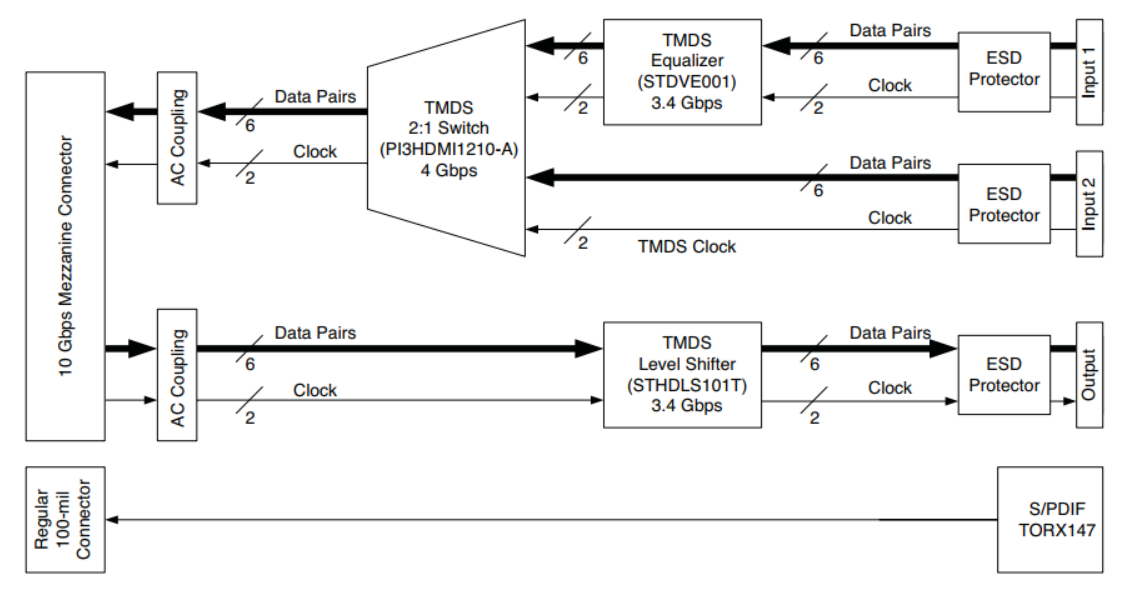 Data Pairs
6
Clock
2
TMDS
Equalizer
(STDVE001)
3.4 Gbps
6
2
ESD
Protector
Input 1
TMDS
2:1 Switch
(PI3HDMI1210-A)
4 Gbps
Data Pairs
6
Clock
2
AC Coupling
10 Gbps Mezzanine Connector
Data Pairs
6
Clock
2
TMDS Clock
ESD
Protector
Input 2
AC Coupling
Data Pairs
6
Clock
2
TMDS
Level Shifter
(STHDLS101T)
3.4 Gbps
Data Pairs
6
Clock
2
ESD
Protector
Output
Regular
100-mil
Connector
S/PDIF
TORX147